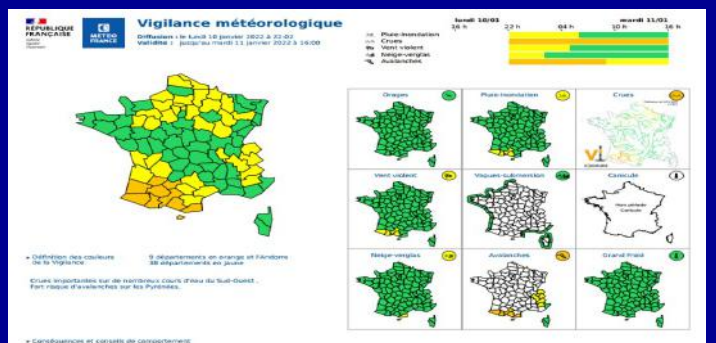 RÉPUBLIQUE
FRANÇAISE
METEO
FRANCE
Vigilance météorologique
Diffusion : le lundi 10 janvier 2022 à 22:02
Validité : jusqu'au mardi 11 janvier 2022 à 16:00
lundi 10/01
mardi 11/01
16 h 22 h 04 h 10 h 16 h
Pluie-Inondation
Crues
Vent violent
Neige-verglas
Avalanches
Orages
Pluie-Inondation
Crues
Vent violent
Vagues-submersion
Canicule
Canicule
Neige-verglas
Avalanches
Grand Froid
Définition des couleurs
de la Vigilance
9 départements en orange et l'Andorre
38 départements en jaune
Crues importantes sur de nombreux cours d'eau du Sud-Ouest .
Fort risque d'avalanches sur les Pyrénées.
Conséquences et conseils de comportement